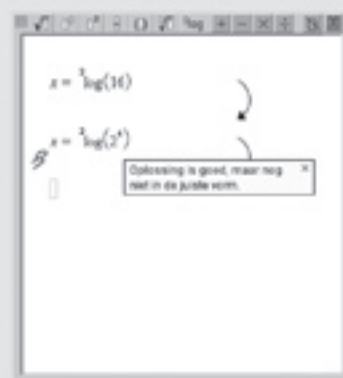 x = ²log(16)
x = ²log(2⁴)
Oplossing is goed, maar nog
niet in de juiste vorm.